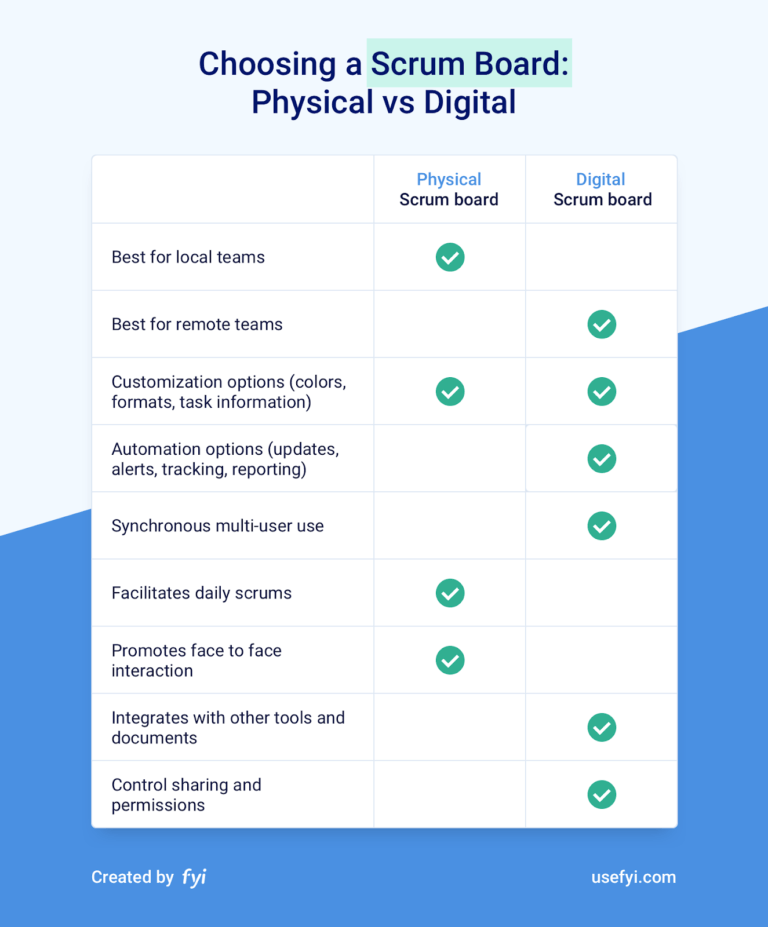 Choosing a Scrum Board:
Physical vs Digital
Physical
Scrum board
Digital
Scrum board
Best for local teams
Best for remote teams
Customization options (colors,
formats, task information)
Automation options (updates,
alerts, tracking, reporting)
Synchronous multi-user use
Facilitates daily scrums
Promotes face to face
interaction
Integrates with other tools and
documents
Control sharing and
permissions
Created by fyi
usefyi.com